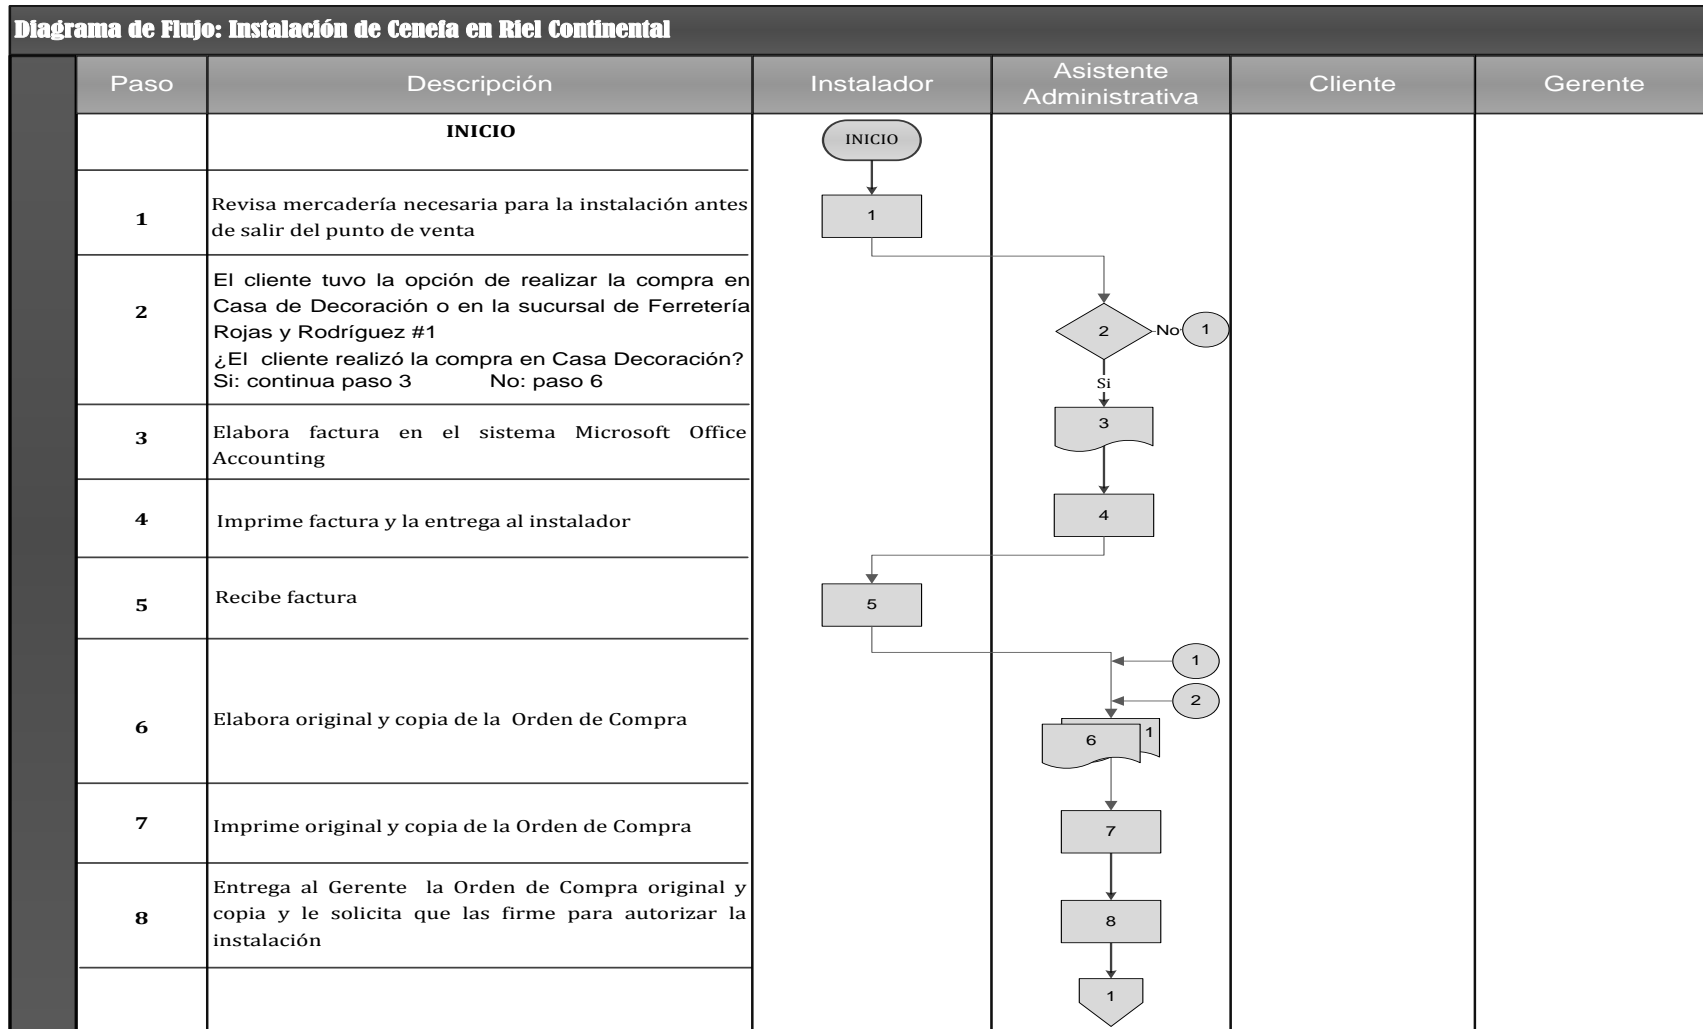 Diagrama de Flujo: Instalación de Cenefa en Riel Continental
Paso
Descripción
Instalador
Asistente
Administrativa
Cliente
Gerente
INICIO
INICIO
1
Revisa mercadería necesaria para la instalación antes
de salir del punto de venta
1
2
El cliente tuvo la opción de realizar la compra en
Casa de Decoración o en la sucursal de Ferretería
Rojas y Rodríguez #1
¿El cliente realizó la compra en Casa Decoración?
Si: continua paso 3 No: paso 6
2
No
1
Si
3
Elabora factura en el sistema Microsoft Office
Accounting
3
4
Imprime factura y la entrega al instalador
4
5
Recibe factura
5
1
2
6
Elabora original y copia de la Orden de Compra
6
1
7
Imprime original y copia de la Orden de Compra
7
8
Entrega al Gerente la Orden de Compra original y
copia y le solicita que las firme para autorizar la
instalación
8
1